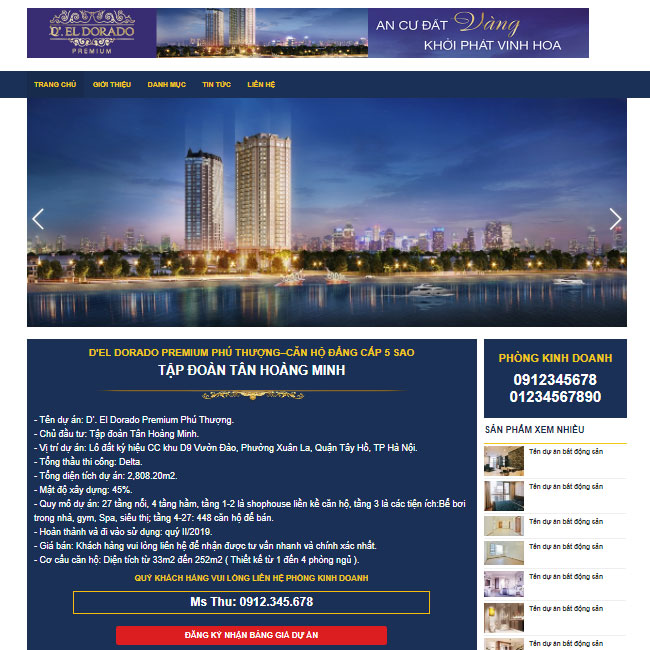 D'. EL DORADO
PREMIUM
AN CƯ ĐẤT Vàng
KHỞI PHÁT VINH HOA
TRANG CHỦ GIỚI THIỆU DANH MỤC TIN TỨC LIÊN HỆ
D'EL DORADO PREMIUM PHÚ THƯỢNG–CĂN HỘ ĐẲNG CẤP 5 SAO
TẬP ĐOÀN TÂN HOÀNG MINH
- Tên dự án: D'. El Dorado Premium Phú Thượng.
- Chủ đầu tư: Tập đoàn Tân Hoàng Minh.
- Vị trí dự án: Lô đất ký hiệu CC khu D9 Vườn Đào, Phường Xuân La, Quận Tây Hồ, TP Hà Nội.
- Tổng thầu thi công: Delta.
- Tổng diện tích dự án: 2,808.20m2.
- Mật độ xây dựng: 45%.
- Quy mô dự án: 27 tầng nổi, 4 tầng hầm, tầng 1-2 là shophouse liền kề căn hộ, tầng 3 là các tiện ích:Bể bơi
trong nhà, gym, Spa, siêu thị; tầng 4-27: 448 căn hộ để bán.
- Hoàn thành và đi vào sử dụng: quý II/2019.
- Giá bán: Khách hàng vui lòng liên hệ để nhận được tư vấn nhanh và chính xác nhất.
- Cơ cấu căn hộ: Diện tích từ 33m2 đến 252m2 ( Thiết kế từ 1 đến 4 phòng ngủ ).
QUÝ KHÁCH HÀNG VUI LÒNG LIÊN HỆ PHÒNG KINH DOANH
Ms Thu: 0912.345.678
ĐĂNG KÝ NHẬN BẢNG GIÁ DỰ ÁN
PHÒNG KINH DOANH
0912345678
01234567890
SẢN PHẨM XEM NHIỀU
Tên dự án bất động sản
Tên dự án bất động sản
Tên dự án bất động sản
Tên dự án bất động sản
Tên dự án bất động sản
Tên dự án bất động sản
Tên dự án bất động sản